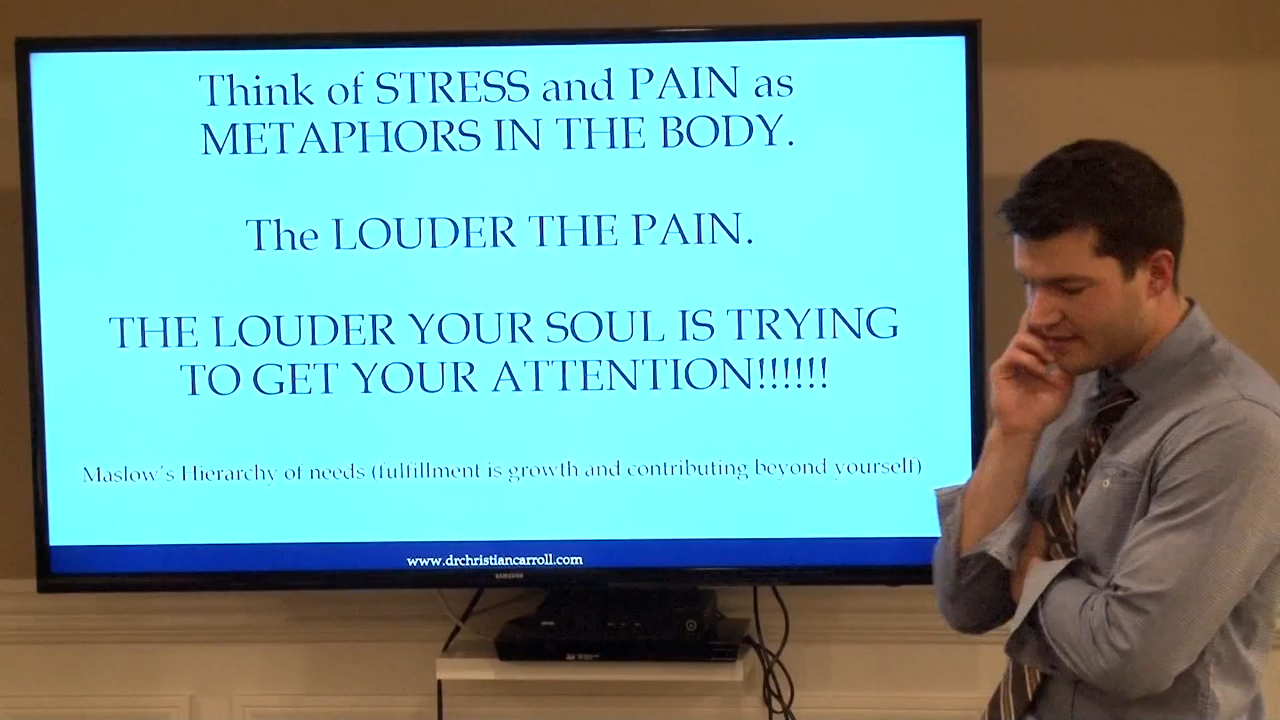 Think of STRESS and PAIN as
METAPHORS IN THE BODY.
The LOUDER THE PAIN.
THE LOUDER YOUR SOUL IS TRYING
TO GET YOUR ATTENTION!!!!!!
Maslow's Hierarchy of needs (fulfillment is growth and contributing beyond yourself)
www.drchristiancarroll.com
SAMSUNG